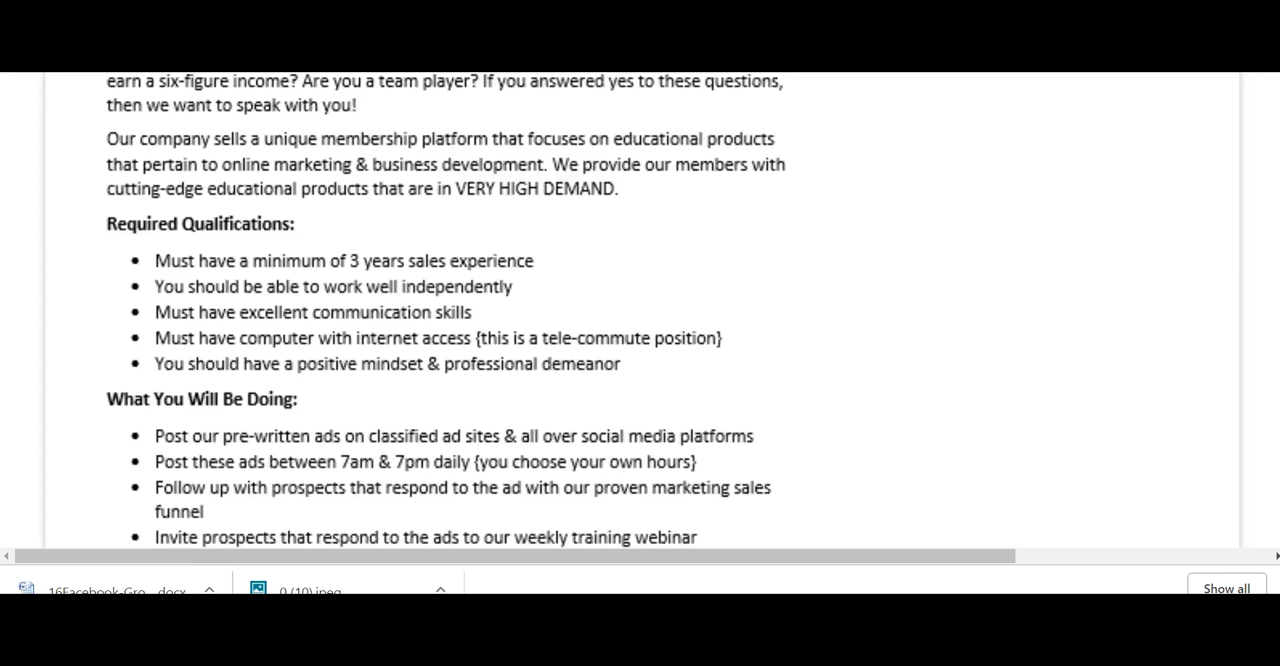 earn a six-figure income? Are you a team player? If you answered yes to these questions,
then we want to speak with you!
Our company sells a unique membership platform that focuses on educational products
that pertain to online marketing & business development. We provide our members with
cutting-edge educational products that are in VERY HIGH DEMAND.
Required Qualifications:
• Must have a minimum of 3 years sales experience
• You should be able to work well independently
• Must have excellent communication skills
• Must have computer with internet access {this is a tele-commute position}
• You should have a positive mindset & professional demeanor
What You Will Be Doing:
• Post our pre-written ads on classified ad sites & all over social media platforms
• Post these ads between 7am & 7pm daily {you choose your own hours}
• Follow up with prospects that respond to the ad with our proven marketing sales
funnel
• Invite prospects that respond to the ads to our weekly training webinar
16Facebook-Gro....docx
0 (10).jpeg
Show all